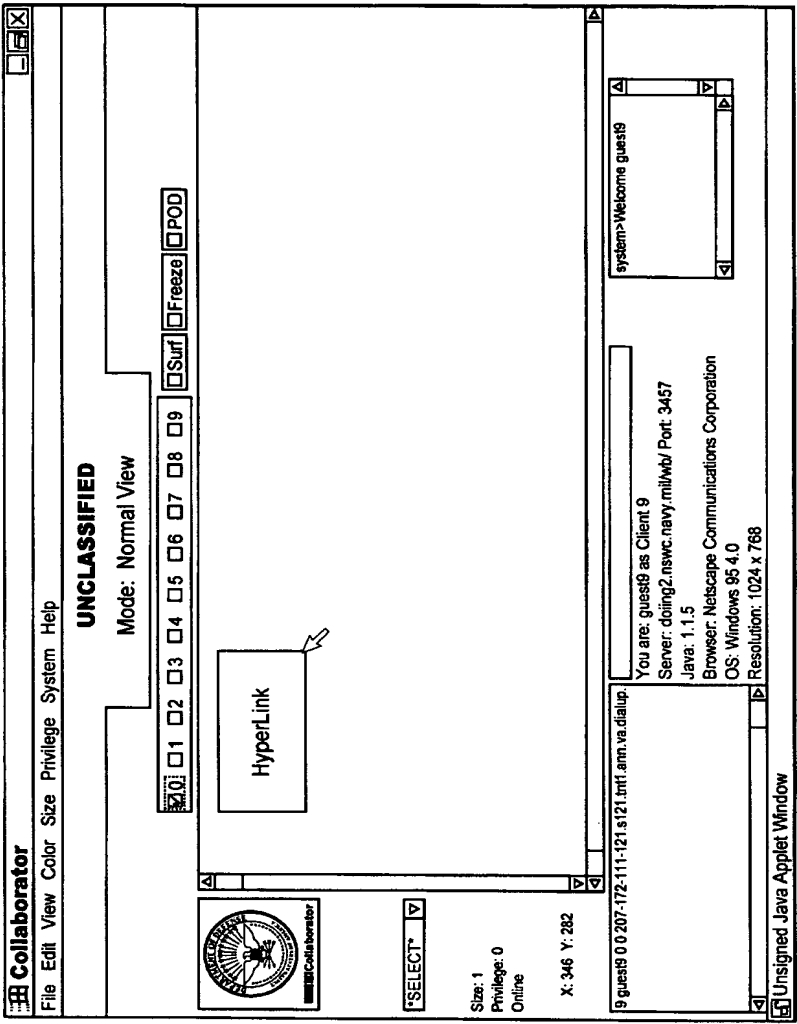 Collaborator
File Edit View Color Size Privilege System Help
UNCLASSIFIED
Mode: Normal View
0 1 2 3 4 5 6 7 8 9 Surf Freeze POD
DEPARTMENT OF DEFENSE
Collaborator
*SELECT*
Size: 1
Privilege: 0
Online
X: 346 Y: 282
HyperLink
9 guest9 0 0 207-172-111-121.s121.tnt1.ann.va.dialup.
You are: guest9 as Client 9
Server: doiing2.nswc.navy.mil/wb/ Port: 3457
Java: 1.1.5
Browser: Netscape Communications Corporation
OS: Windows 95 4.0
Resolution: 1024 x 768
system>Welcome guest9
Unsigned Java Applet Window